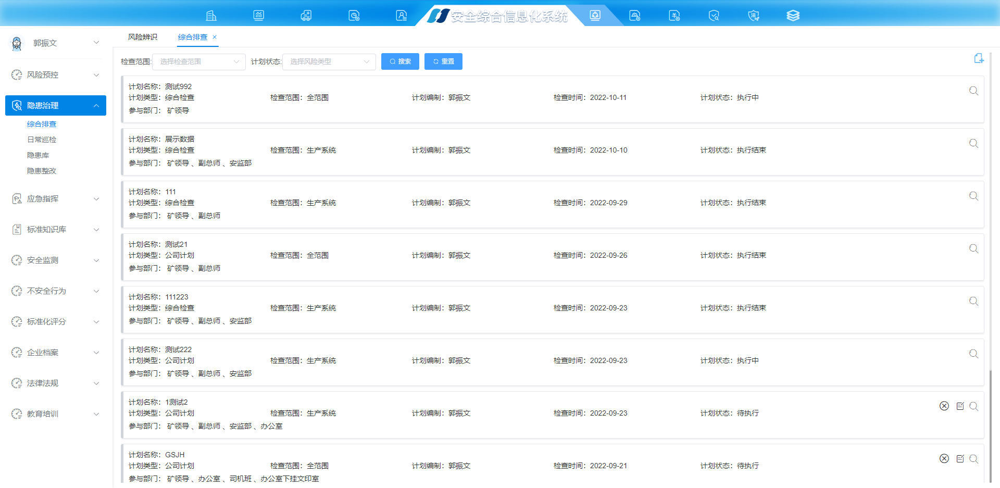 安全综合信息化系统
郭振文
风险预控
隐患治理
综合排查
日常巡检
隐患库
隐患整改
应急指挥
标准知识库
安全监测
不安全行为
标准化评分
企业档案
法律法规
教育培训
风险辨识 综合排查 ×
检查范围: 选择检查范围 计划状态: 选择风险类型 搜索 重置
计划名称：测试992
计划类型：综合检查 检查范围：全范围 计划编制：郭振文 检查时间：2022-10-11 计划状态：执行中
参与部门： 矿领导
计划名称：展示数据
计划类型：综合检查 检查范围：生产系统 计划编制：郭振文 检查时间：2022-10-10 计划状态：执行结束
参与部门： 矿领导 、副总师 、安监部
计划名称：111
计划类型：综合检查 检查范围：生产系统 计划编制：郭振文 检查时间：2022-09-29 计划状态：执行结束
参与部门： 矿领导 、副总师
计划名称：测试21
计划类型：公司计划 检查范围：全范围 计划编制：郭振文 检查时间：2022-09-26 计划状态：执行结束
参与部门： 矿领导 、副总师
计划名称：111223
计划类型：综合检查 检查范围：生产系统 计划编制：郭振文 检查时间：2022-09-23 计划状态：执行结束
参与部门： 矿领导 、副总师 、安监部
计划名称：测试222
计划类型：公司计划 检查范围：生产系统 计划编制：郭振文 检查时间：2022-09-23 计划状态：执行中
参与部门： 矿领导 、副总师 、安监部
计划名称：1测试2
计划类型：公司计划 检查范围：生产系统 计划编制：郭振文 检查时间：2022-09-23 计划状态：待执行
参与部门： 矿领导 、副总师 、安监部 、办公室
计划名称：GSJH
计划类型：公司计划 检查范围：全范围 计划编制：郭振文 检查时间：2022-09-21 计划状态：待执行
参与部门： 矿领导 、办公室 、司机班 、办公室下挂文印室